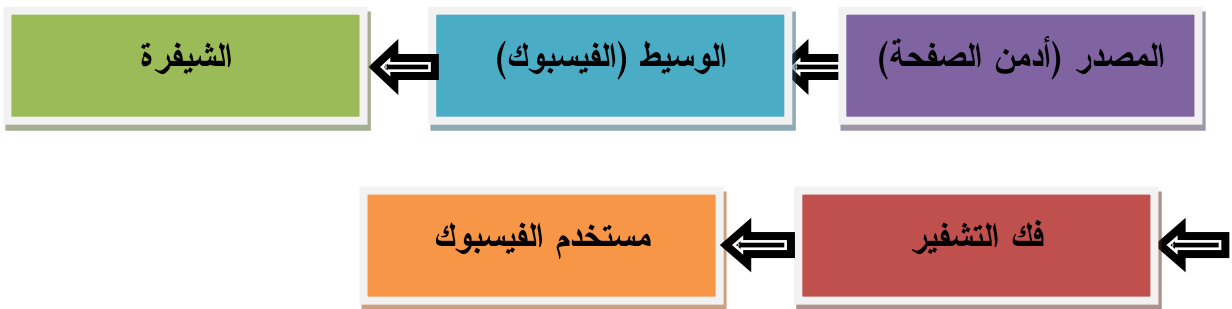 المصدر (أدمن الصفحة)
الوسيط (الفيسبوك)
الشيفرة
فك التشفير
مستخدم الفيسبوك